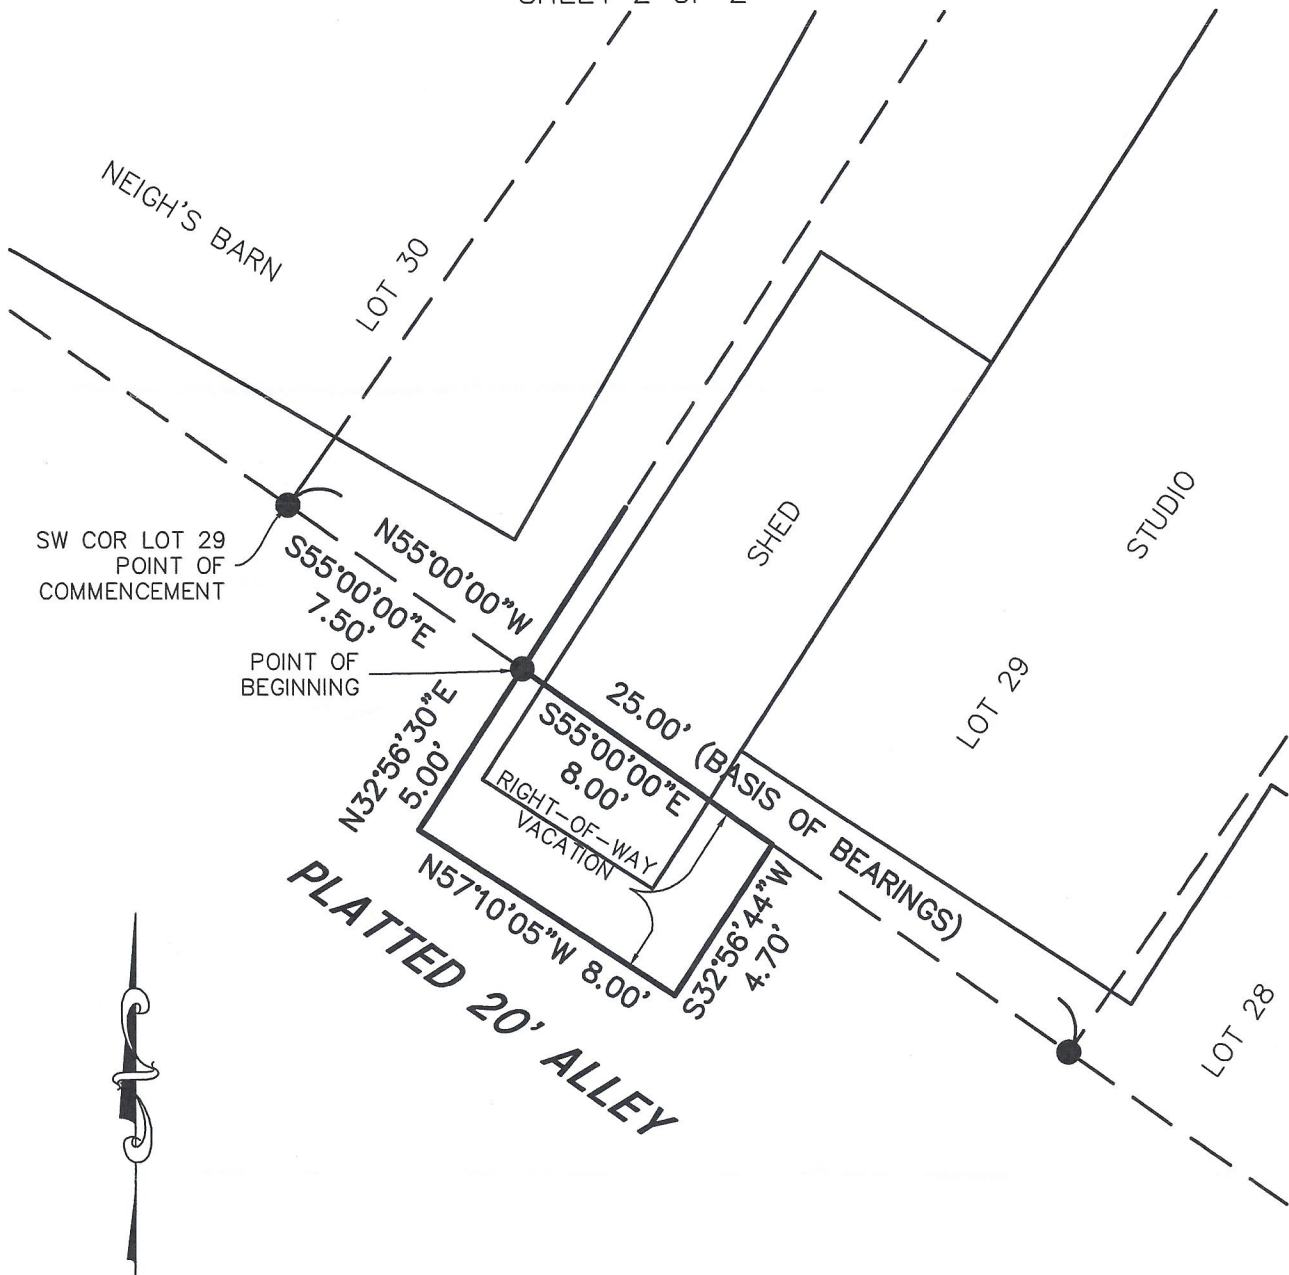 SHEET 2 OF 2
NEIGH'S BARN
LOT 30
SW COR LOT 29
POINT OF
COMMENCEMENT
N55°00'00"W
S55°00'00"E
7.50'
POINT OF
BEGINNING
SHED
STUDIO
LOT 29
25.00' (BASIS OF BEARINGS)
S55°00'00"E
8.00'
RIGHT-OF-WAY
VACATION
N32°56'30"E
5.00'
N57°10'05"W 8.00'
S32°56'44"W
4.70'
PLATTED 20' ALLEY
LOT 28